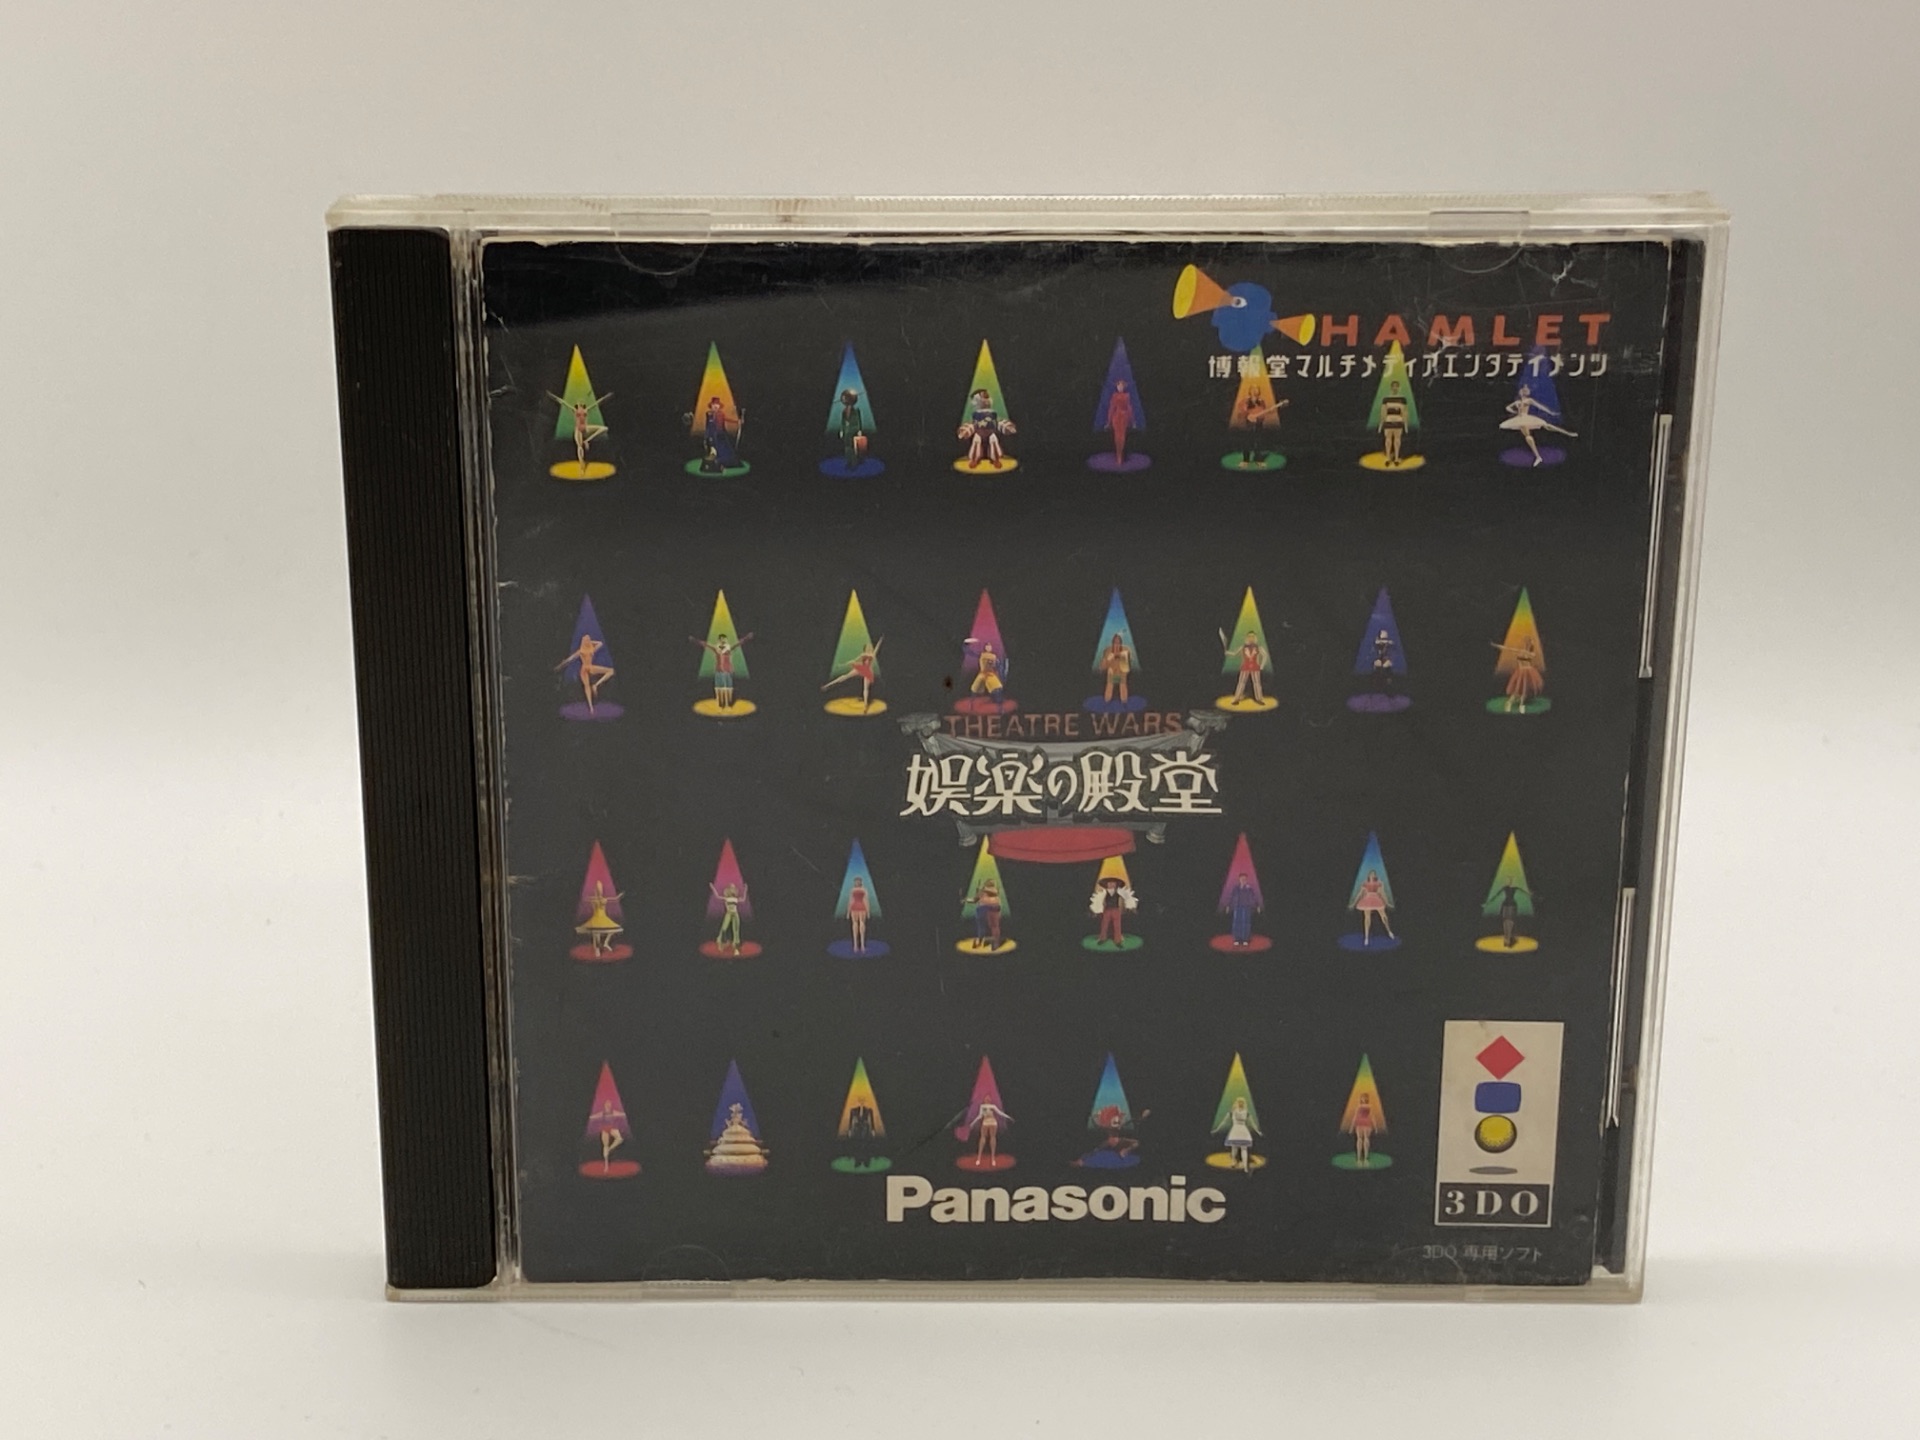 HAMLET
博報堂マルチメディアエンタテイメンツ
THEATRE WARS
娯楽の殿堂
Panasonic
3DO
3DO 専用ソフト